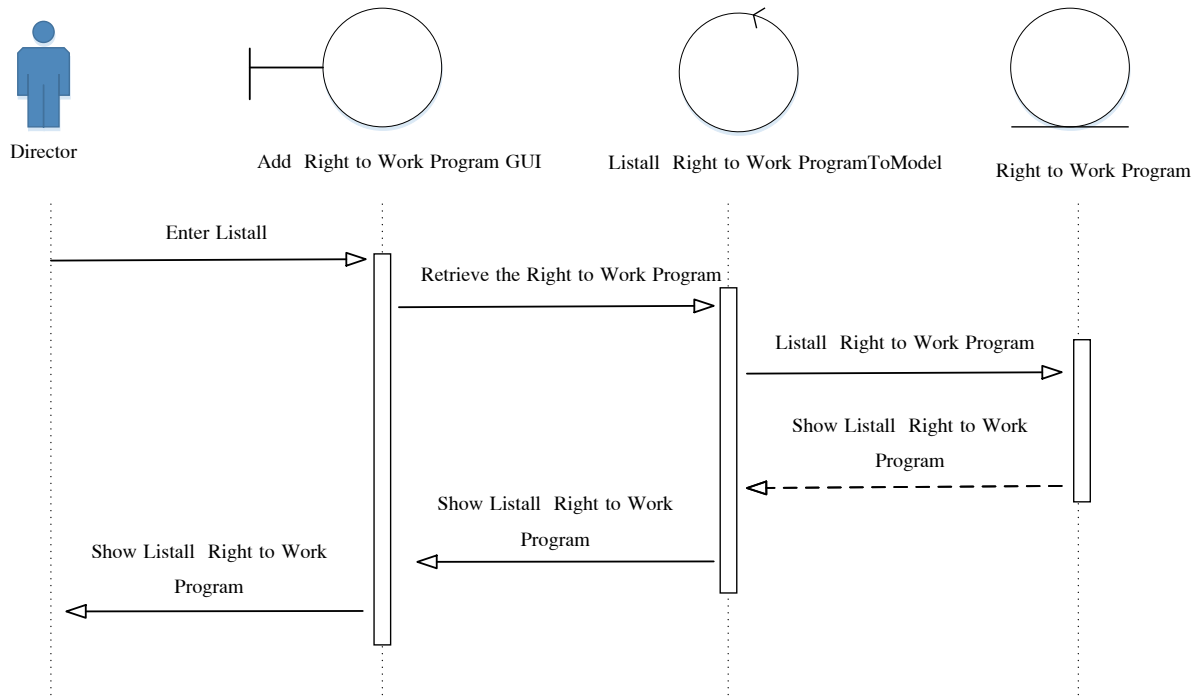 Director
Add Right to Work Program GUI
Listall Right to Work ProgramToModel
Right to Work Program
Enter Listall
Retrieve the Right to Work Program
Listall Right to Work Program
Show Listall Right to Work
Program
Show Listall Right to Work
Program
Show Listall Right to Work
Program